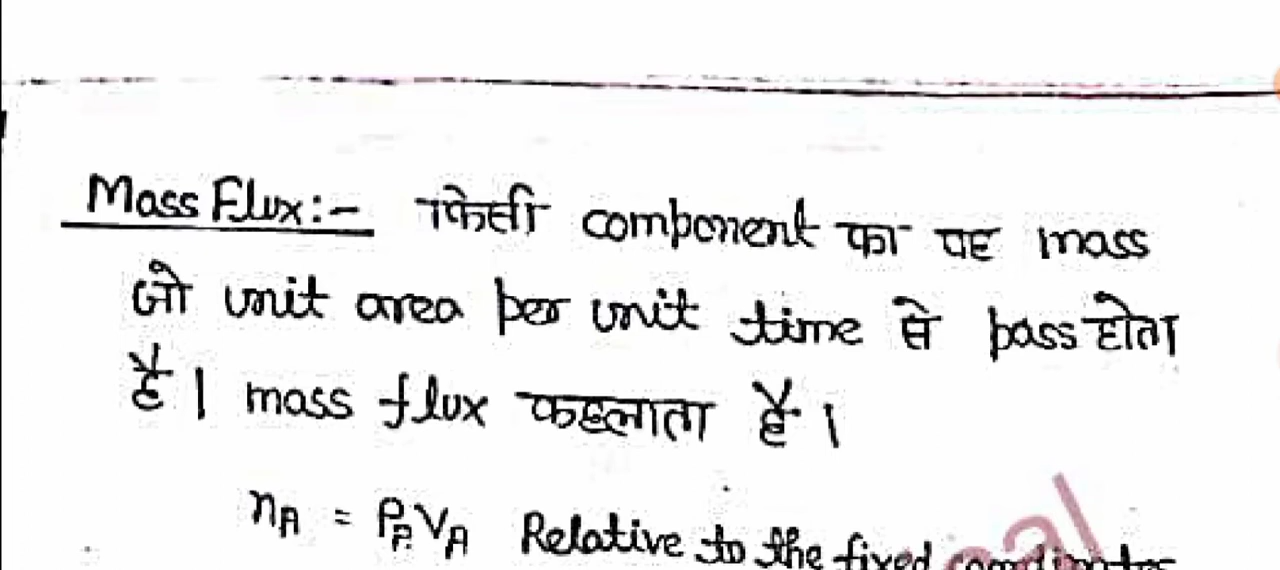 Mass Flux:- किसी component का वह mass
जो unit area per unit time से pass होता
है। mass flux कहलाता है।
nA = ρA VA Relative to the fixed coordinates